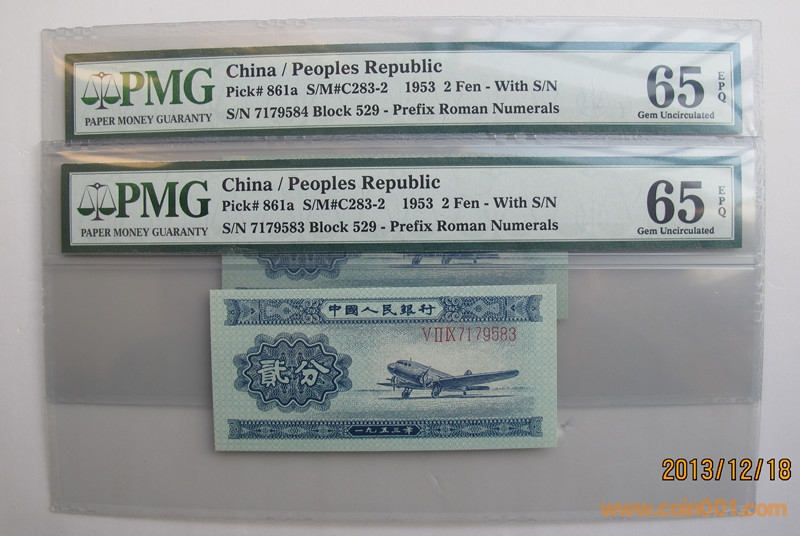 PMG
PAPER MONEY GUARANTY
China / Peoples Republic
Pick# 861a S/M#C283-2 1953 2 Fen - With S/N
S/N 7179584 Block 529 - Prefix Roman Numerals
65 EPQ
Gem Uncirculated
PMG
PAPER MONEY GUARANTY
China / Peoples Republic
Pick# 861a S/M#C283-2 1953 2 Fen - With S/N
S/N 7179583 Block 529 - Prefix Roman Numerals
65 EPQ
Gem Uncirculated
中國人民銀行
V II IX 7179583
貳分
一九五三年
2013/12/18
www.coin001.com